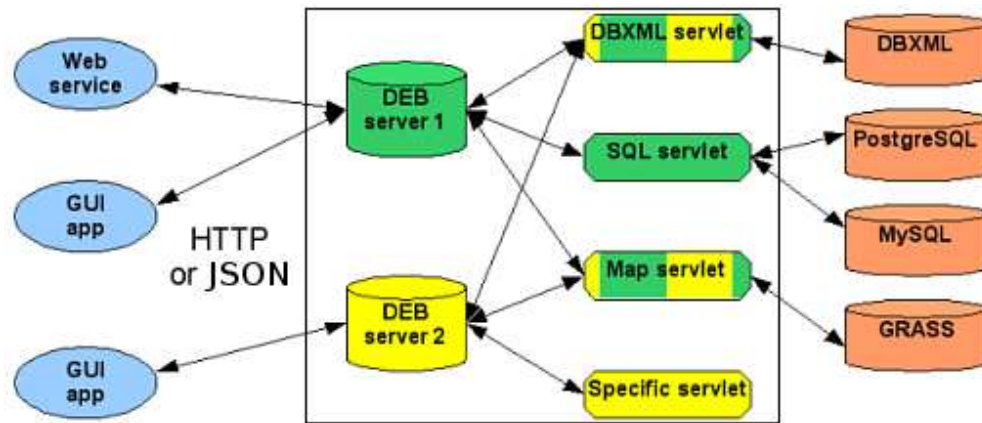 Web
service
GUI
app
HTTP
or JSON
GUI
app
DEB
server 1
DEB
server 2
DBXML servlet
SQL servlet
Map servlet
Specific servlet
DBXML
PostgreSQL
MySQL
GRASS